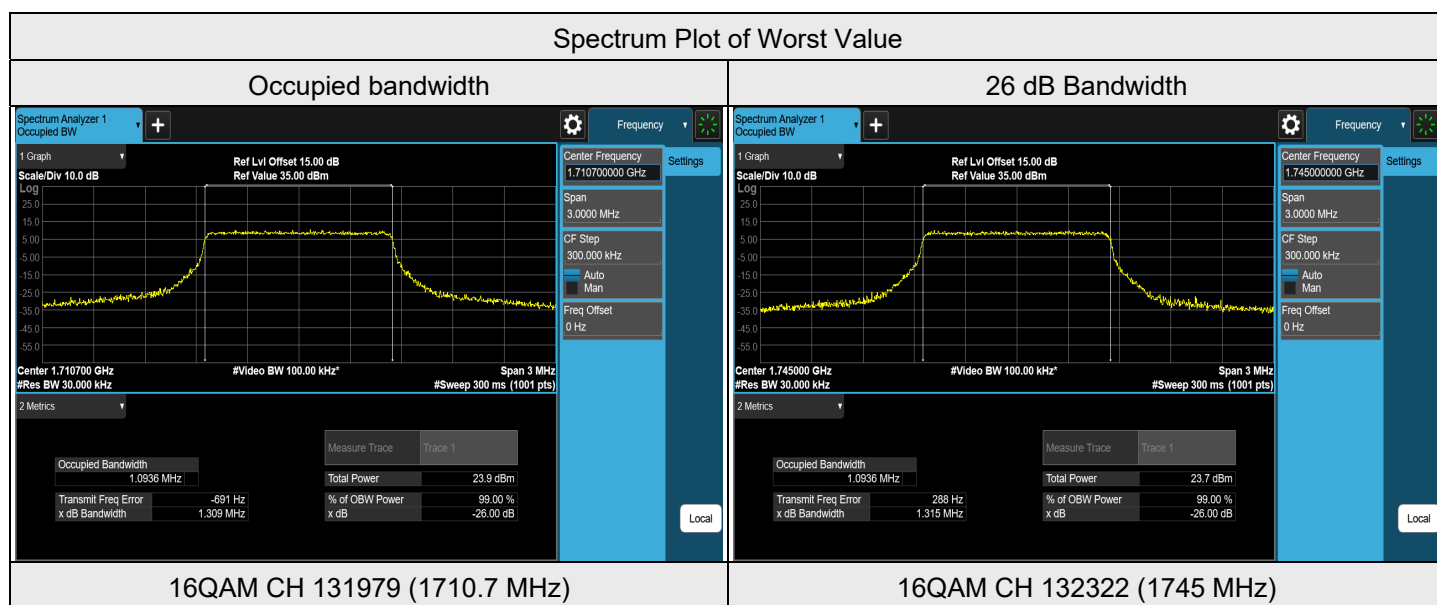 Spectrum Plot of Worst Value
Occupied bandwidth
26 dB Bandwidth
Spectrum Analyzer 1
Occupied BW
+
Frequency
1 Graph
Scale/Div 10.0 dB
Ref Lvl Offset 15.00 dB
Ref Value 35.00 dBm
Log
25.0
15.0
5.00
-5.00
-15.0
-25.0
-35.0
-45.0
-55.0
Center 1.710700 GHz
#Video BW 100.00 kHz*
Span 3 MHz
#Res BW 30.000 kHz
#Sweep 300 ms (1001 pts)
Center Frequency
1.710700000 GHz
Settings
Span
3.0000 MHz
CF Step
300.000 kHz
Auto
Man
Freq Offset
0 Hz
Local
2 Metrics
Measure Trace Trace 1
Occupied Bandwidth
1.0936 MHz
Total Power 23.9 dBm
Transmit Freq Error -691 Hz
% of OBW Power 99.00 %
x dB Bandwidth 1.309 MHz
x dB -26.00 dB
Spectrum Analyzer 1
Occupied BW
+
Frequency
1 Graph
Scale/Div 10.0 dB
Ref Lvl Offset 15.00 dB
Ref Value 35.00 dBm
Log
25.0
15.0
5.00
-5.00
-15.0
-25.0
-35.0
-45.0
-55.0
Center 1.745000 GHz
#Video BW 100.00 kHz*
Span 3 MHz
#Res BW 30.000 kHz
#Sweep 300 ms (1001 pts)
Center Frequency
1.745000000 GHz
Settings
Span
3.0000 MHz
CF Step
300.000 kHz
Auto
Man
Freq Offset
0 Hz
Local
2 Metrics
Measure Trace Trace 1
Occupied Bandwidth
1.0936 MHz
Total Power 23.7 dBm
Transmit Freq Error 288 Hz
% of OBW Power 99.00 %
x dB Bandwidth 1.315 MHz
x dB -26.00 dB
16QAM CH 131979 (1710.7 MHz)
16QAM CH 132322 (1745 MHz)